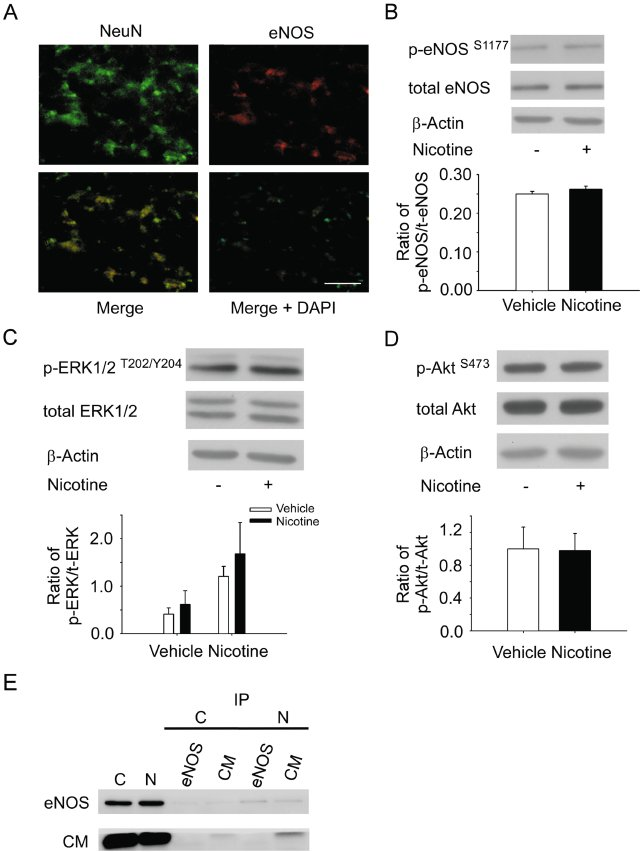 A
NeuN eNOS
Merge Merge + DAPI
B
p-eNOS S1177
total eNOS
β-Actin
Nicotine - +
Ratio of p-eNOS/t-eNOS
0.30
0.20
0.10
0.00
Vehicle Nicotine
C
p-ERK1/2 T202/Y204
total ERK1/2
β-Actin
Nicotine - +
Vehicle
Nicotine
Ratio of p-ERK/t-ERK
2.0
1.0
0.0
Vehicle Nicotine
D
p-Akt S473
total Akt
β-Actin
Nicotine - +
Ratio of p-Akt/t-Akt
1.2
0.8
0.4
0.0
Vehicle Nicotine
E
IP
C N
C N eNOS CM eNOS CM
eNOS
CM